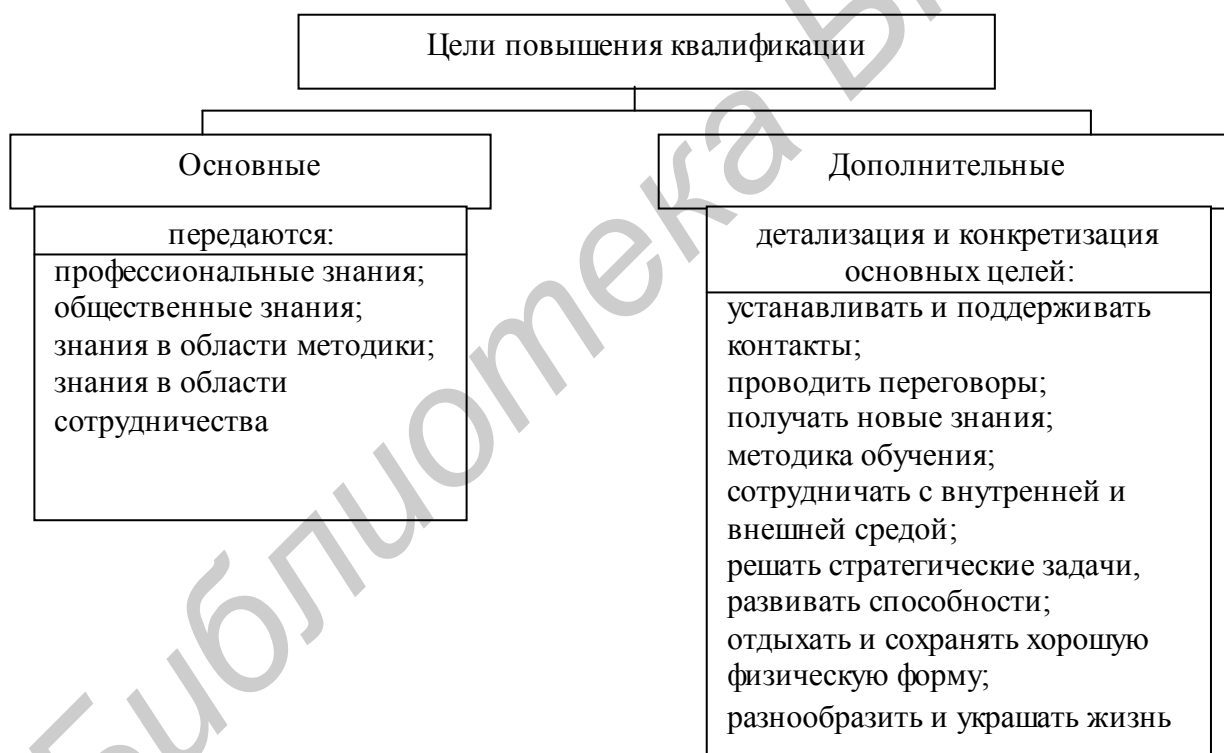 Цели повышения квалификации
Основные
передаются:
профессиональные знания;
общественные знания;
знания в области методики;
знания в области
сотрудничества
Дополнительные
детализация и конкретизация
основных целей:
устанавливать и поддерживать
контакты;
проводить переговоры;
получать новые знания;
методика обучения;
сотрудничать с внутренней и
внешней средой;
решать стратегические задачи,
развивать способности;
отдыхать и сохранять хорошую
физическую форму;
разнообразить и украшать жизнь
Библиотека